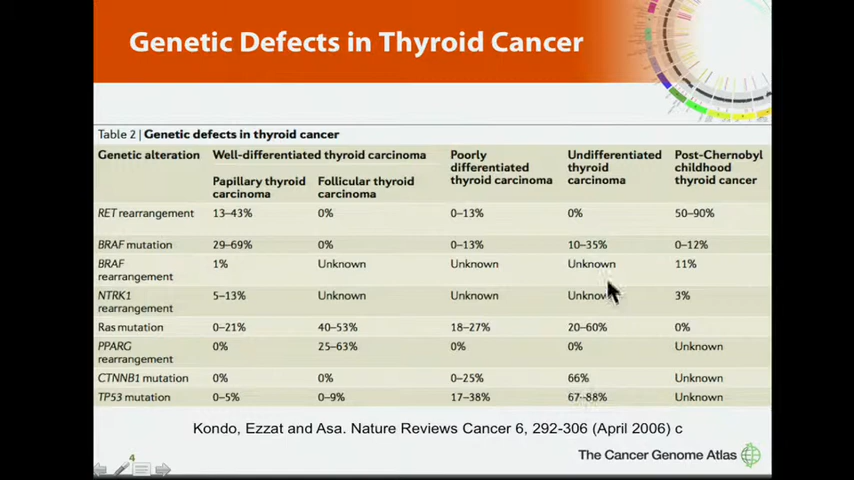 Genetic Defects in Thyroid Cancer
Table 2 | Genetic defects in thyroid cancer
Genetic alteration Well-differentiated thyroid carcinoma Poorly differentiated thyroid carcinoma Undifferentiated thyroid carcinoma Post-Chernobyl childhood thyroid cancer
Papillary thyroid carcinoma Follicular thyroid carcinoma
RET rearrangement 13–43% 0% 0–13% 0% 50–90%
BRAF mutation 29–69% 0% 0–13% 10–35% 0–12%
BRAF rearrangement 1% Unknown Unknown Unknown 11%
NTRK1 rearrangement 5–13% Unknown Unknown Unknown 3%
Ras mutation 0–21% 40–53% 18–27% 20–60% 0%
PPARG rearrangement 0% 25–63% 0% 0% Unknown
CTNNB1 mutation 0% 0% 0–25% 66% Unknown
TP53 mutation 0–5% 0–9% 17–38% 67–88% Unknown
Kondo, Ezzat and Asa. Nature Reviews Cancer 6, 292-306 (April 2006) c
The Cancer Genome Atlas
4